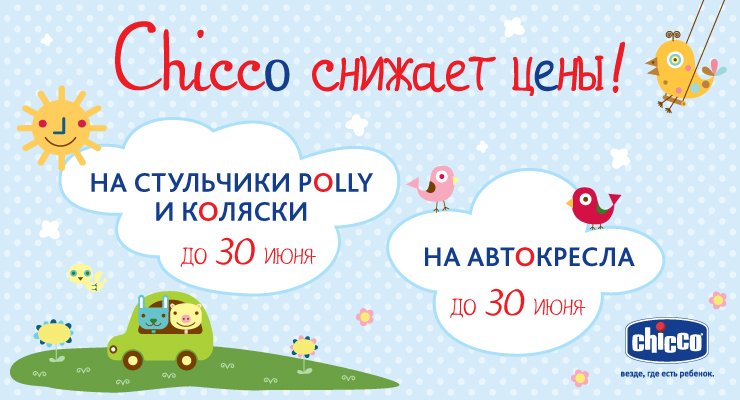 Chicco снижает цены!
НА СТУЛЬЧИКИ POLLY
И КОЛЯСКИ
ДО 30 ИЮНЯ
НА АВТОКРЕСЛА
ДО 30 ИЮНЯ
chicco
везде, где есть ребенок.